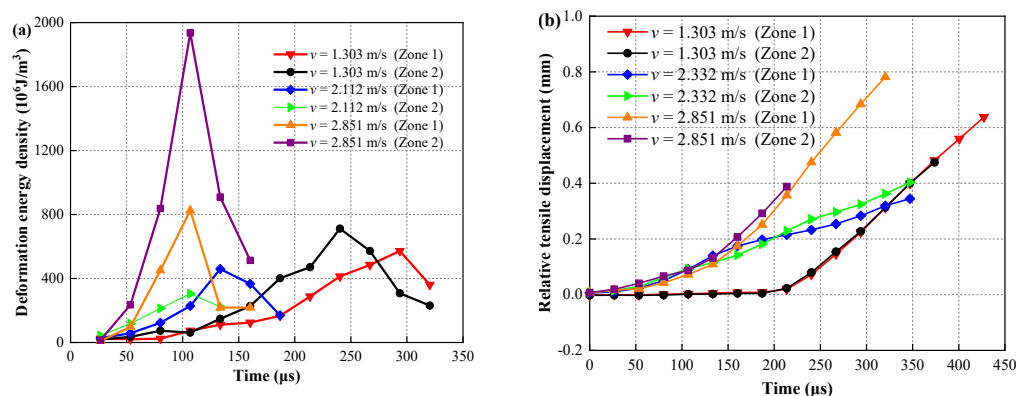 (a)
Deformation energy density (10⁶J/m³)
2000
1600
1200
800
400
0
v = 1.303 m/s (Zone 1)
v = 1.303 m/s (Zone 2)
v = 2.112 m/s (Zone 1)
v = 2.112 m/s (Zone 2)
v = 2.851 m/s (Zone 1)
v = 2.851 m/s (Zone 2)
0 50 100 150 200 250 300 350
Time (μs)
(b)
Relative tensile displacement (mm)
1.0
0.8
0.6
0.4
0.2
0.0
-0.2
v = 1.303 m/s (Zone 1)
v = 1.303 m/s (Zone 2)
v = 2.332 m/s (Zone 1)
v = 2.332 m/s (Zone 2)
v = 2.851 m/s (Zone 1)
v = 2.851 m/s (Zone 2)
0 50 100 150 200 250 300 350 400 450
Time (μs)